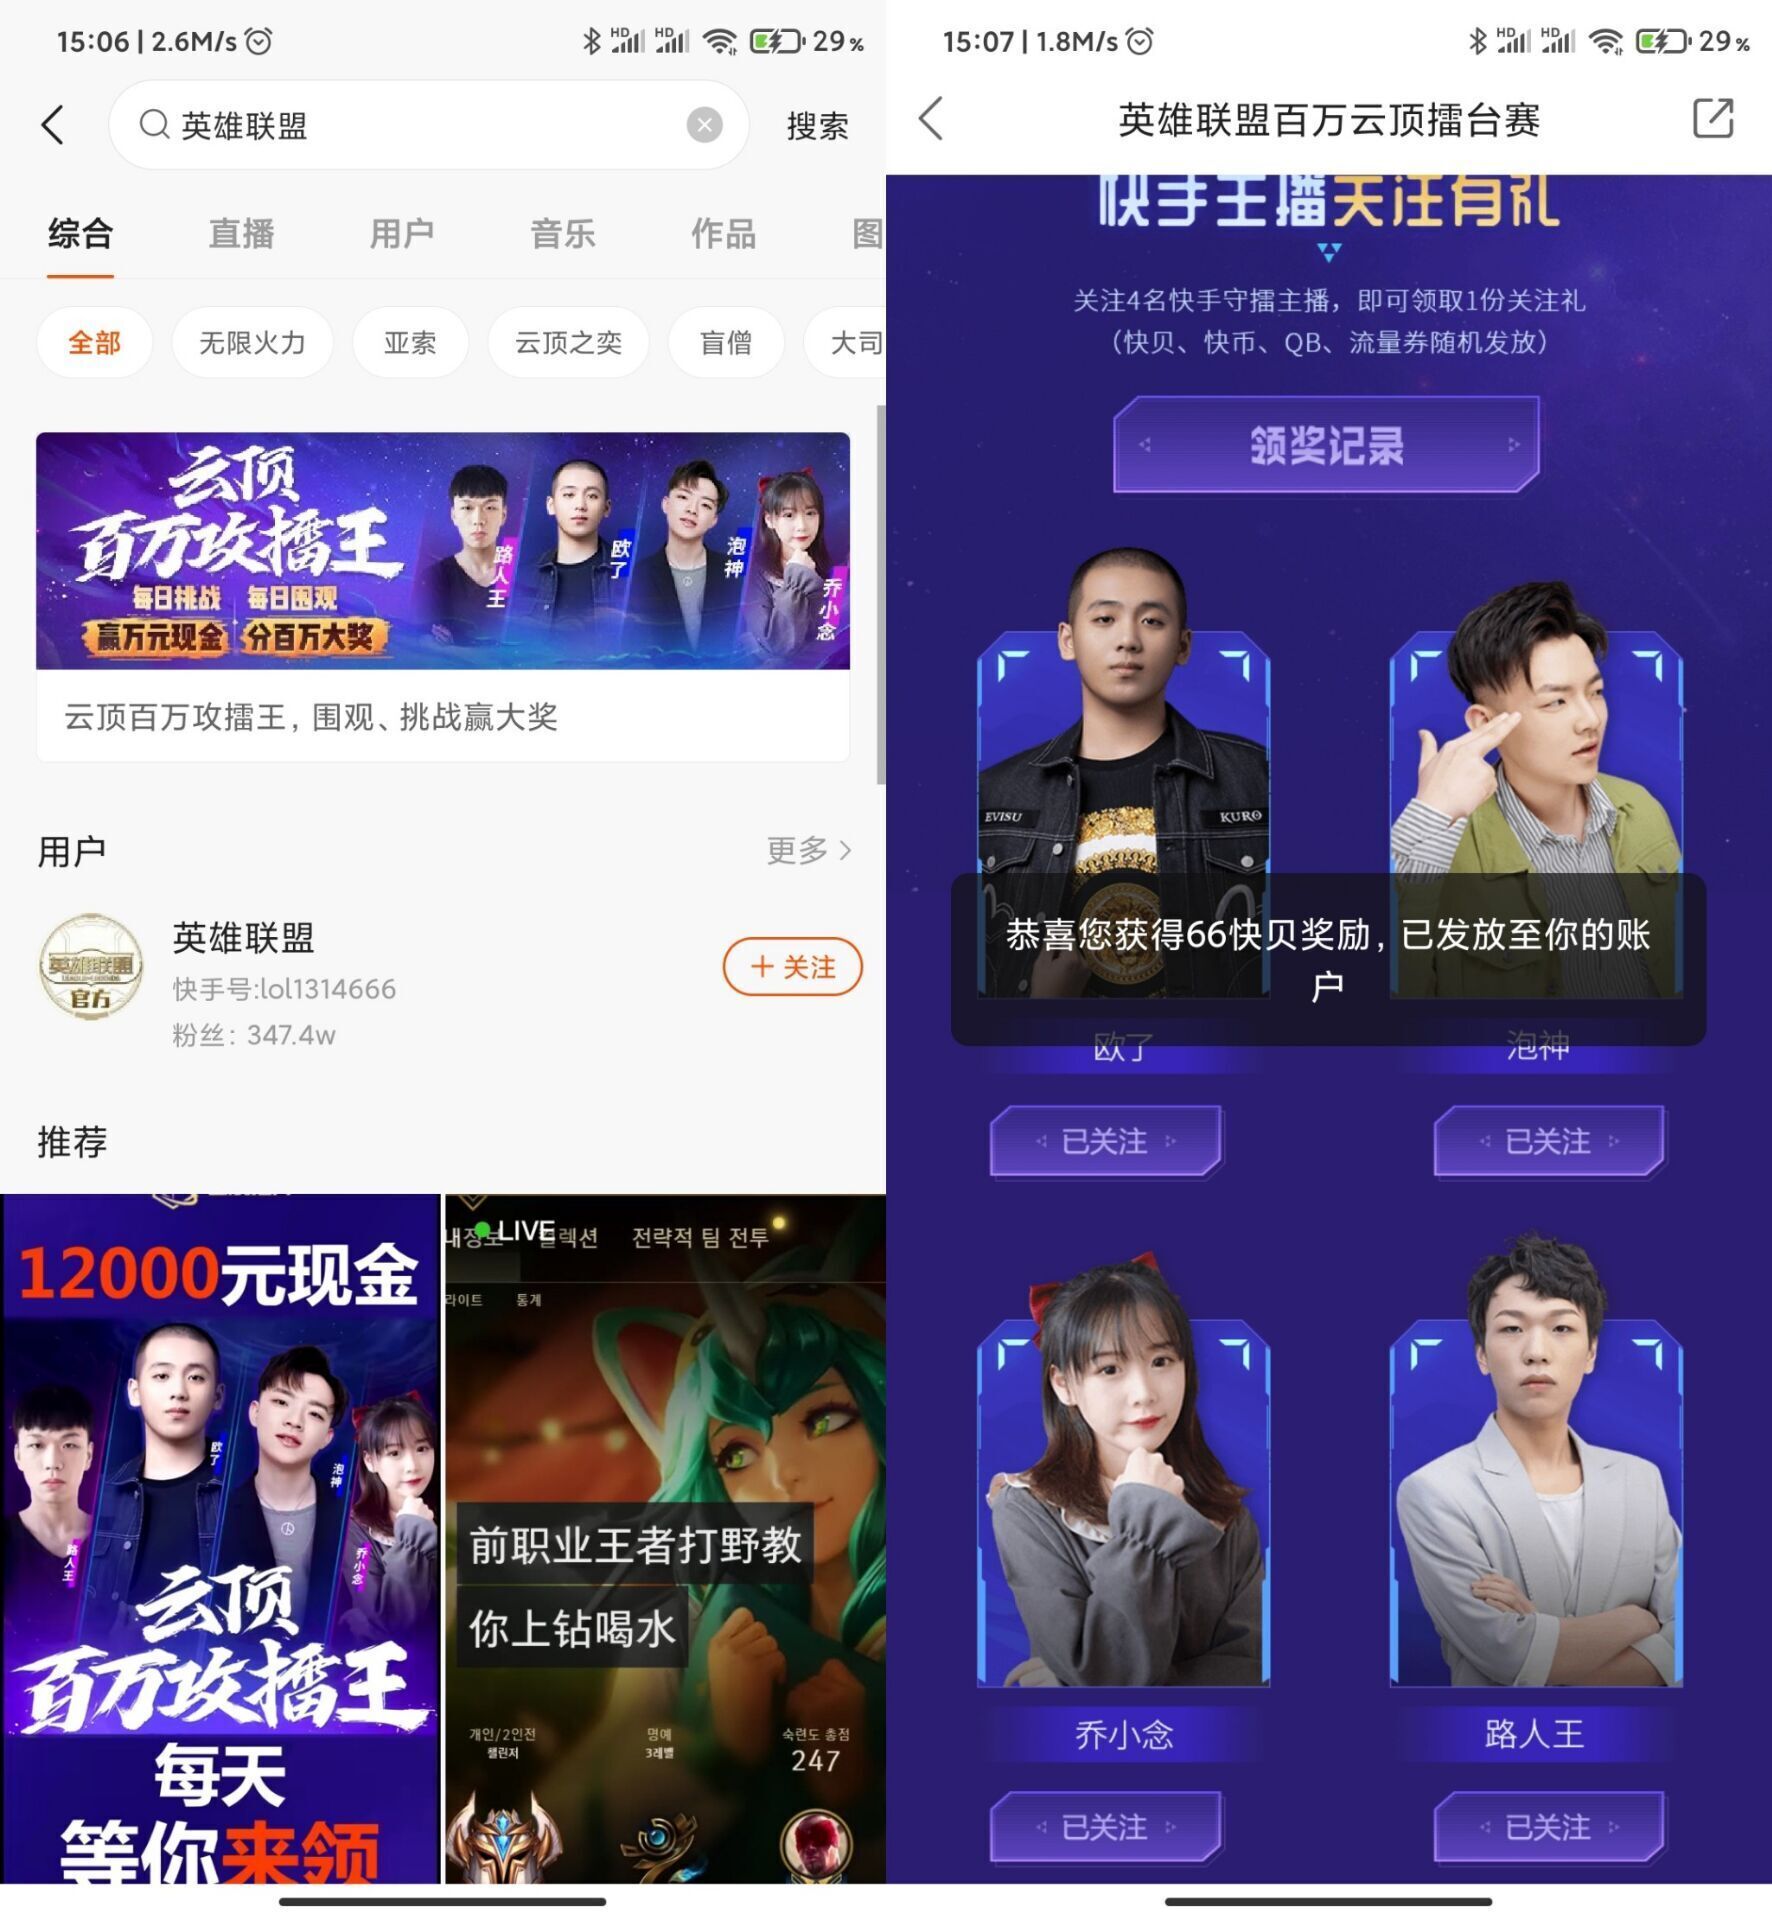 15:06 | 2.6M/s
HD HD 29%
英雄联盟
搜索
综合 直播 用户 音乐 作品 图
全部 无限火力 亚索 云顶之奕 盲僧 大司
云顶
百万攻擂王
每日挑战 每日围观
赢万元现金 分百万大奖
路人王
欧了
泡神
乔小念
云顶百万攻擂王，围观、挑战赢大奖
用户
更多
英雄联盟
官方
英雄联盟
快手号:lol1314666
粉丝：347.4w
+ 关注
推荐
12000元现金
欧了
泡神
路人王
乔小念
云顶
百万攻擂王
每天
等你来领
LIVE
내정보 컬렉션 전략적 팀 전투
라이트 통계
前职业王者打野教
你上钻喝水
개인/2인전
챌린저
명예
3레벨
숙련도 총점
247
15:07 | 1.8M/s
HD HD 29%
英雄联盟百万云顶擂台赛
快手主播关注有礼
关注4名快手守擂主播，即可领取1份关注礼
（快贝、快币、QB、流量券随机发放）
领奖记录
EVISU
KURO
恭喜您获得66快贝奖励，已发放至你的账
户
欧了
泡神
已关注
已关注
乔小念
路人王
已关注
已关注